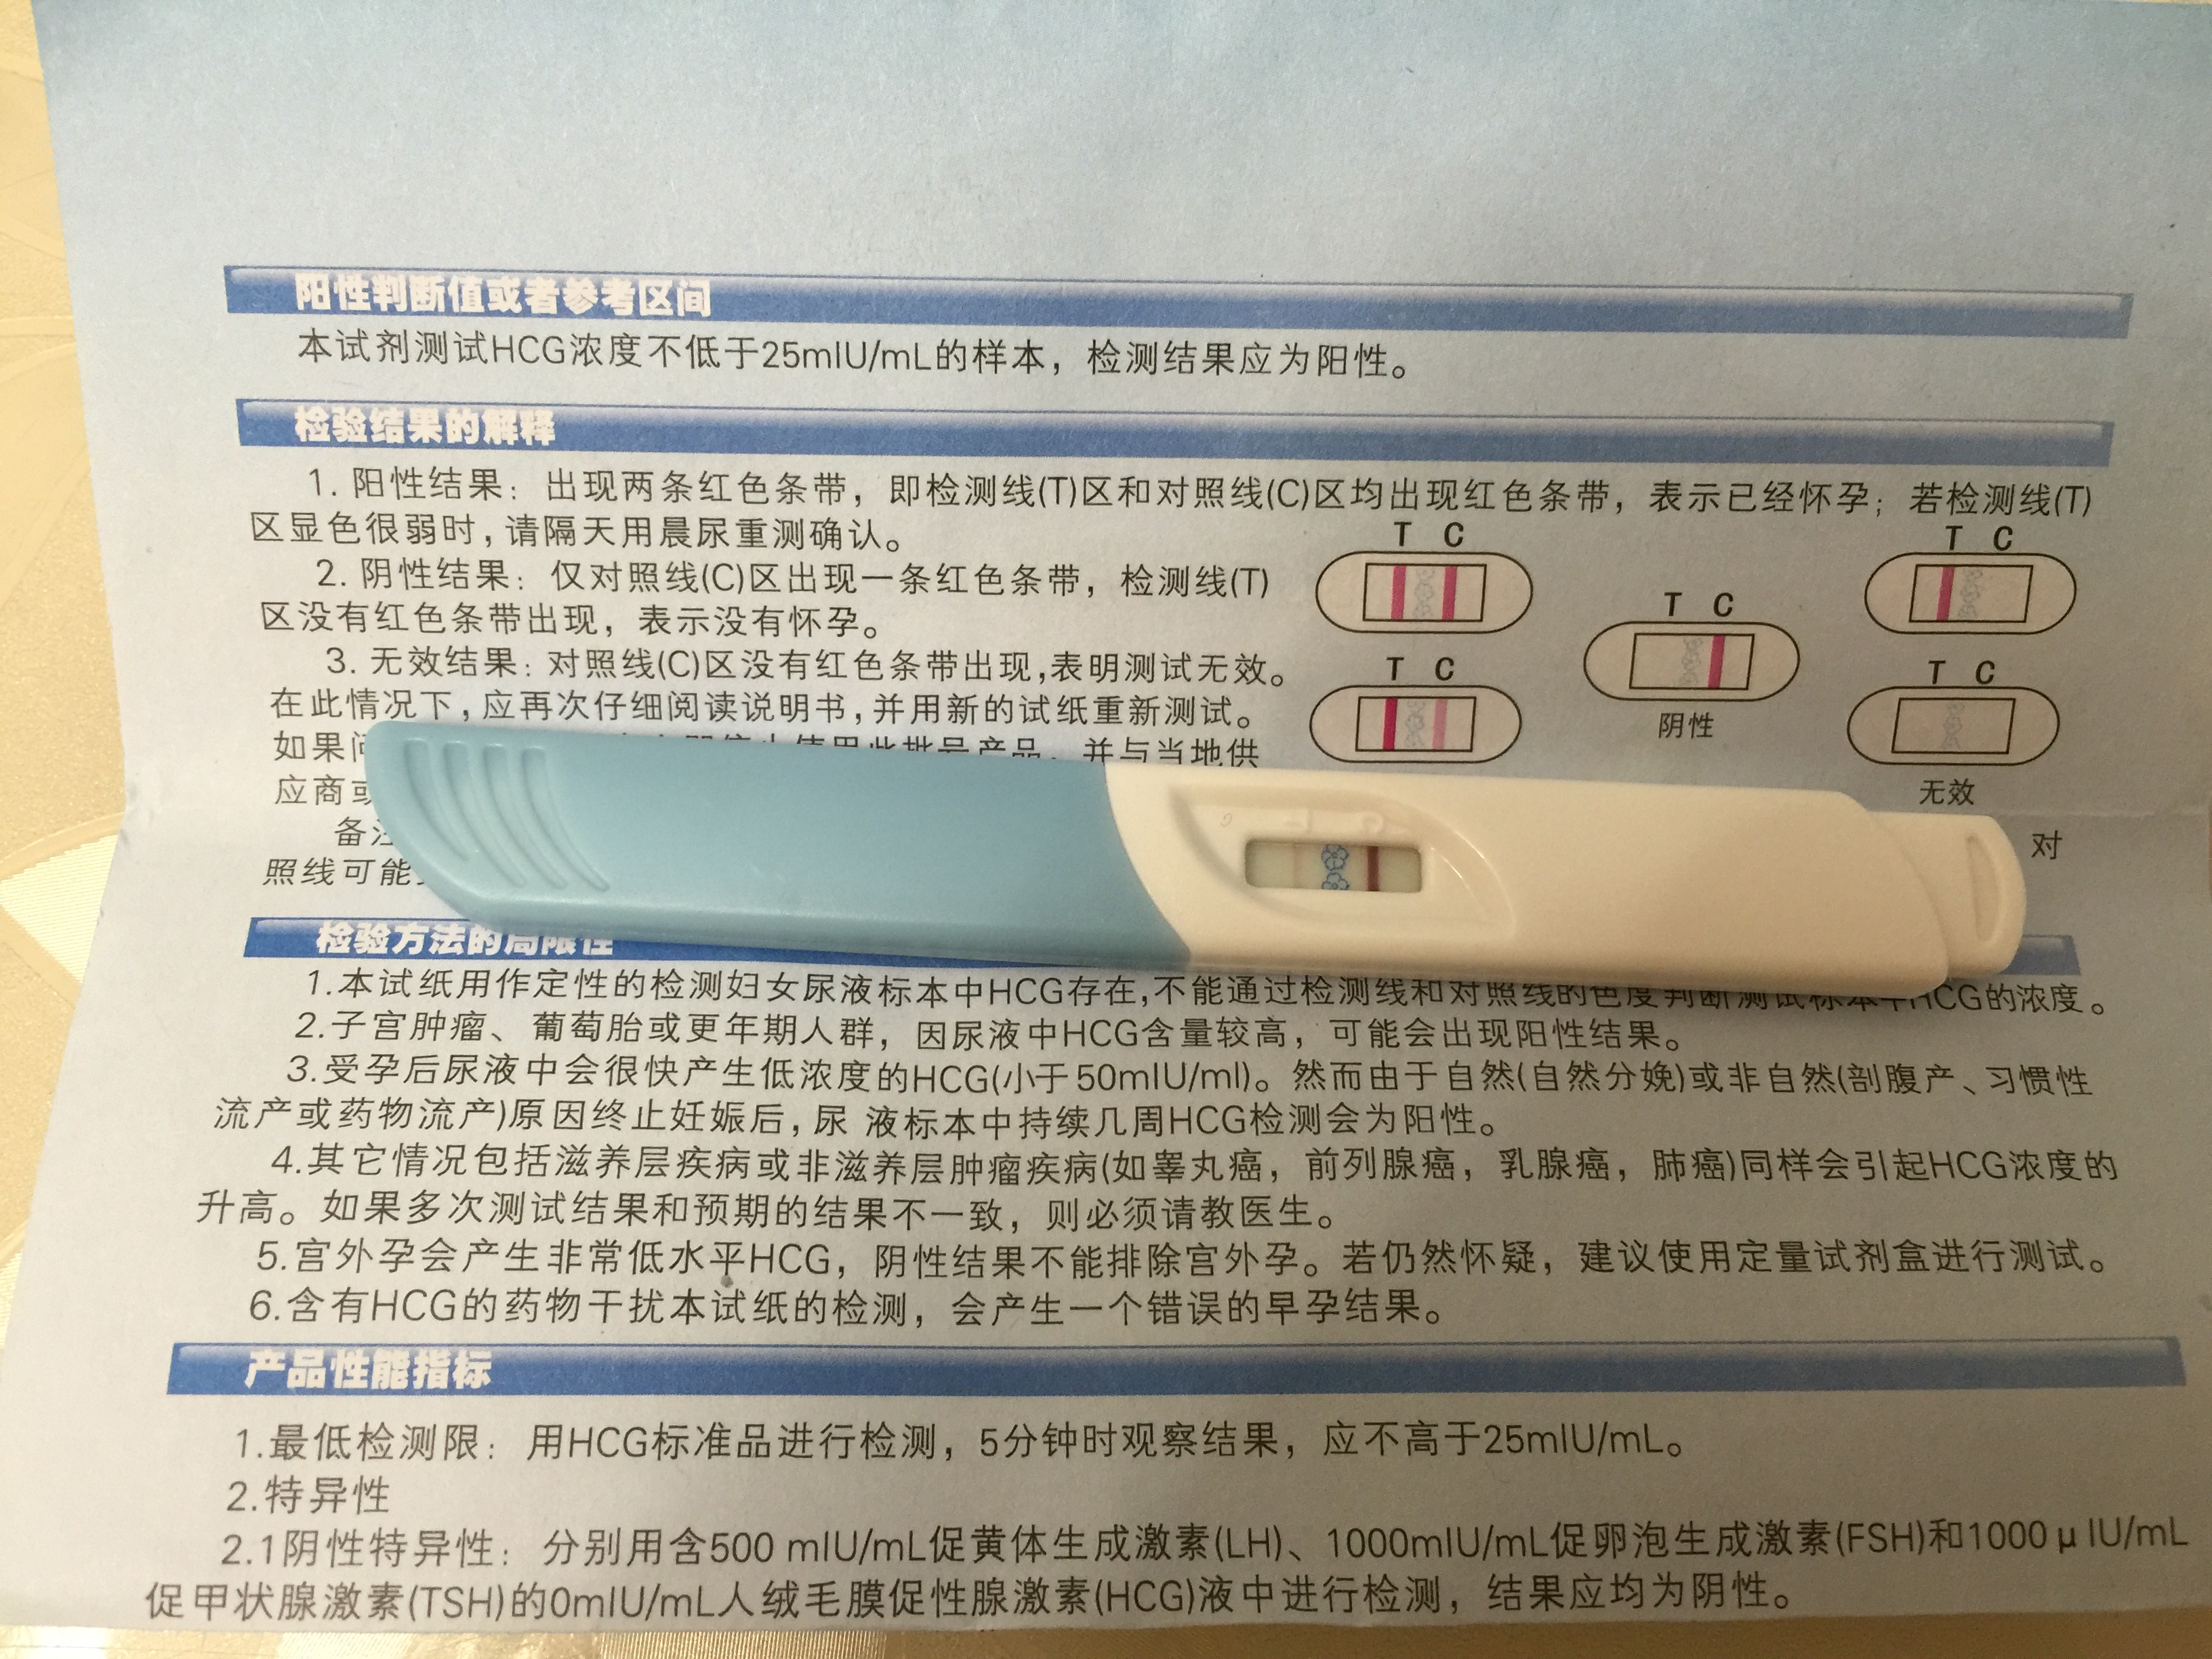 阳性判断值或者参考区间
本试剂测试HCG浓度不低于25mIU/mL的样本，检测结果应为阳性。
检验结果的解释
1. 阳性结果：出现两条红色条带，即检测线(T)区和对照线(C)区均出现红色条带，表示已经怀孕；若检测线(T)
区显色很弱时，请隔天用晨尿重测确认。
2. 阴性结果：仅对照线(C)区出现一条红色条带，检测线(T)
区没有红色条带出现，表示没有怀孕。
3. 无效结果：对照线(C)区没有红色条带出现,表明测试无效。
在此情况下，应再次仔细阅读说明书,并用新的试纸重新测试。
如果问
并与当地供
应商或
备注
对
照线可能
T C
T C
T C
阴性
T C
T C
无效
检验方法的局限性
1.本试纸用作定性的检测妇女尿液标本中HCG存在,不能通过检测线和对照线的色度判断测试标本中HCG的浓度。
2.子宫肿瘤、葡萄胎或更年期人群，因尿液中HCG含量较高，可能会出现阳性结果。
3.受孕后尿液中会很快产生低浓度的HCG(小于50mIU/ml)。然而由于自然(自然分娩)或非自然(剖腹产、习惯性
流产或药物流产)原因终止妊娠后，尿 液标本中持续几周HCG检测会为阳性。
4.其它情况包括滋养层疾病或非滋养层肿瘤疾病(如睾丸癌，前列腺癌，乳腺癌，肺癌)同样会引起HCG浓度的
升高。如果多次测试结果和预期的结果不一致，则必须请教医生。
5.宫外孕会产生非常低水平HCG，阴性结果不能排除宫外孕。若仍然怀疑，建议使用定量试剂盒进行测试。
6.含有HCG的药物干扰本试纸的检测，会产生一个错误的早孕结果。
产品性能指标
1.最低检测限：用HCG标准品进行检测，5分钟时观察结果，应不高于25mIU/mL。
2.特异性
2.1阴性特异性：分别用含500 mIU/mL促黄体生成激素(LH)、1000mIU/mL促卵泡生成激素(FSH)和1000μIU/mL
促甲状腺激素(TSH)的0mIU/mL人绒毛膜促性腺激素(HCG)液中进行检测，结果应均为阴性。